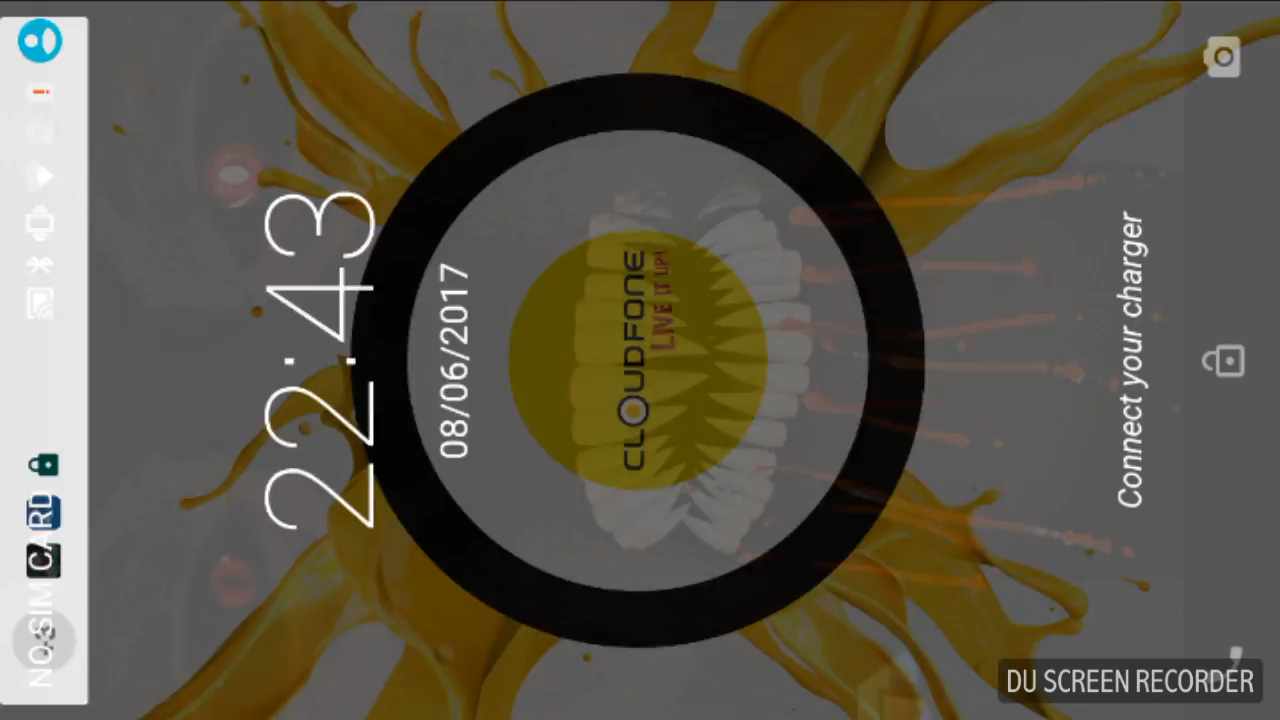 NO SIM CARD
22:43
08/06/2017
CLOUDFONE
LIVE IT UP!
Connect your charger
DU SCREEN RECORDER